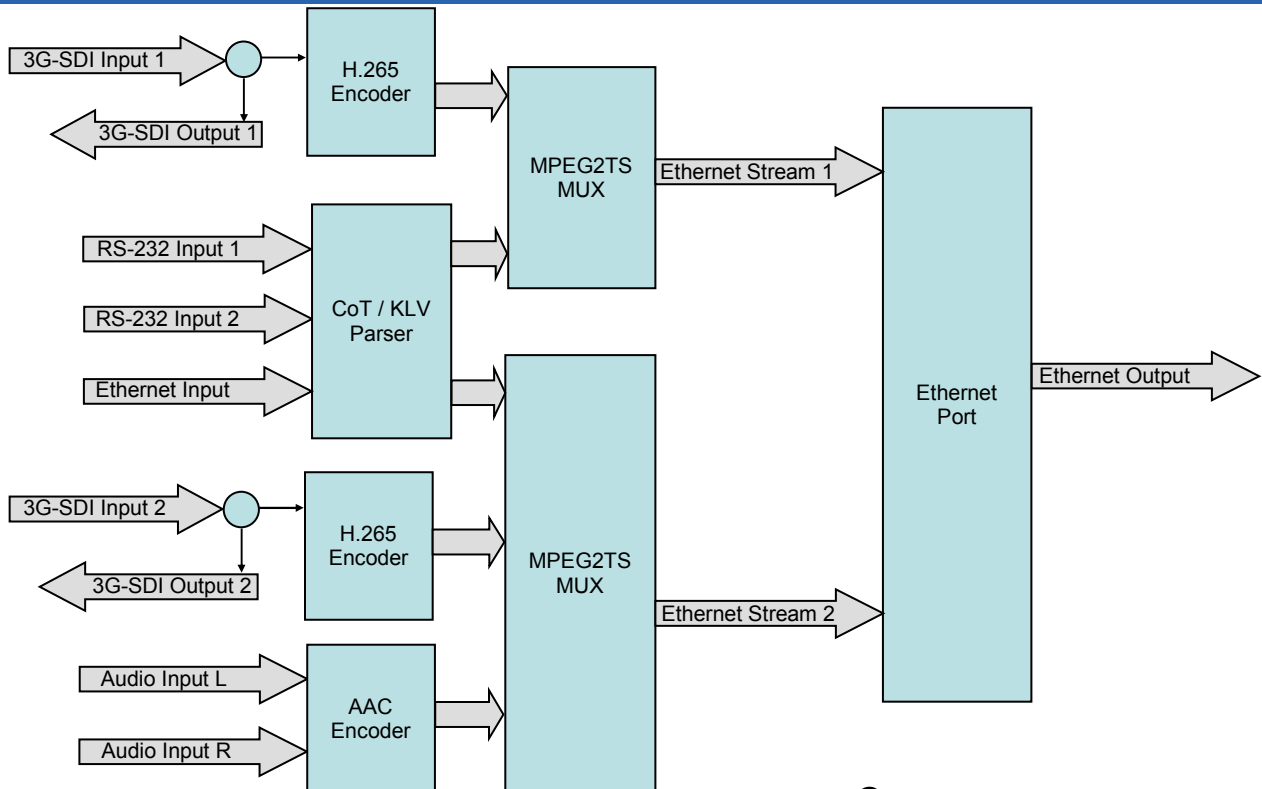 3G-SDI Input 1
H.265
Encoder
3G-SDI Output 1
MPEG2TS
MUX
Ethernet Stream 1
RS-232 Input 1
RS-232 Input 2
CoT / KLV
Parser
Ethernet Input
Ethernet
Port
Ethernet Output
3G-SDI Input 2
H.265
Encoder
3G-SDI Output 2
MPEG2TS
MUX
Ethernet Stream 2
Audio Input L
AAC
Encoder
Audio Input R